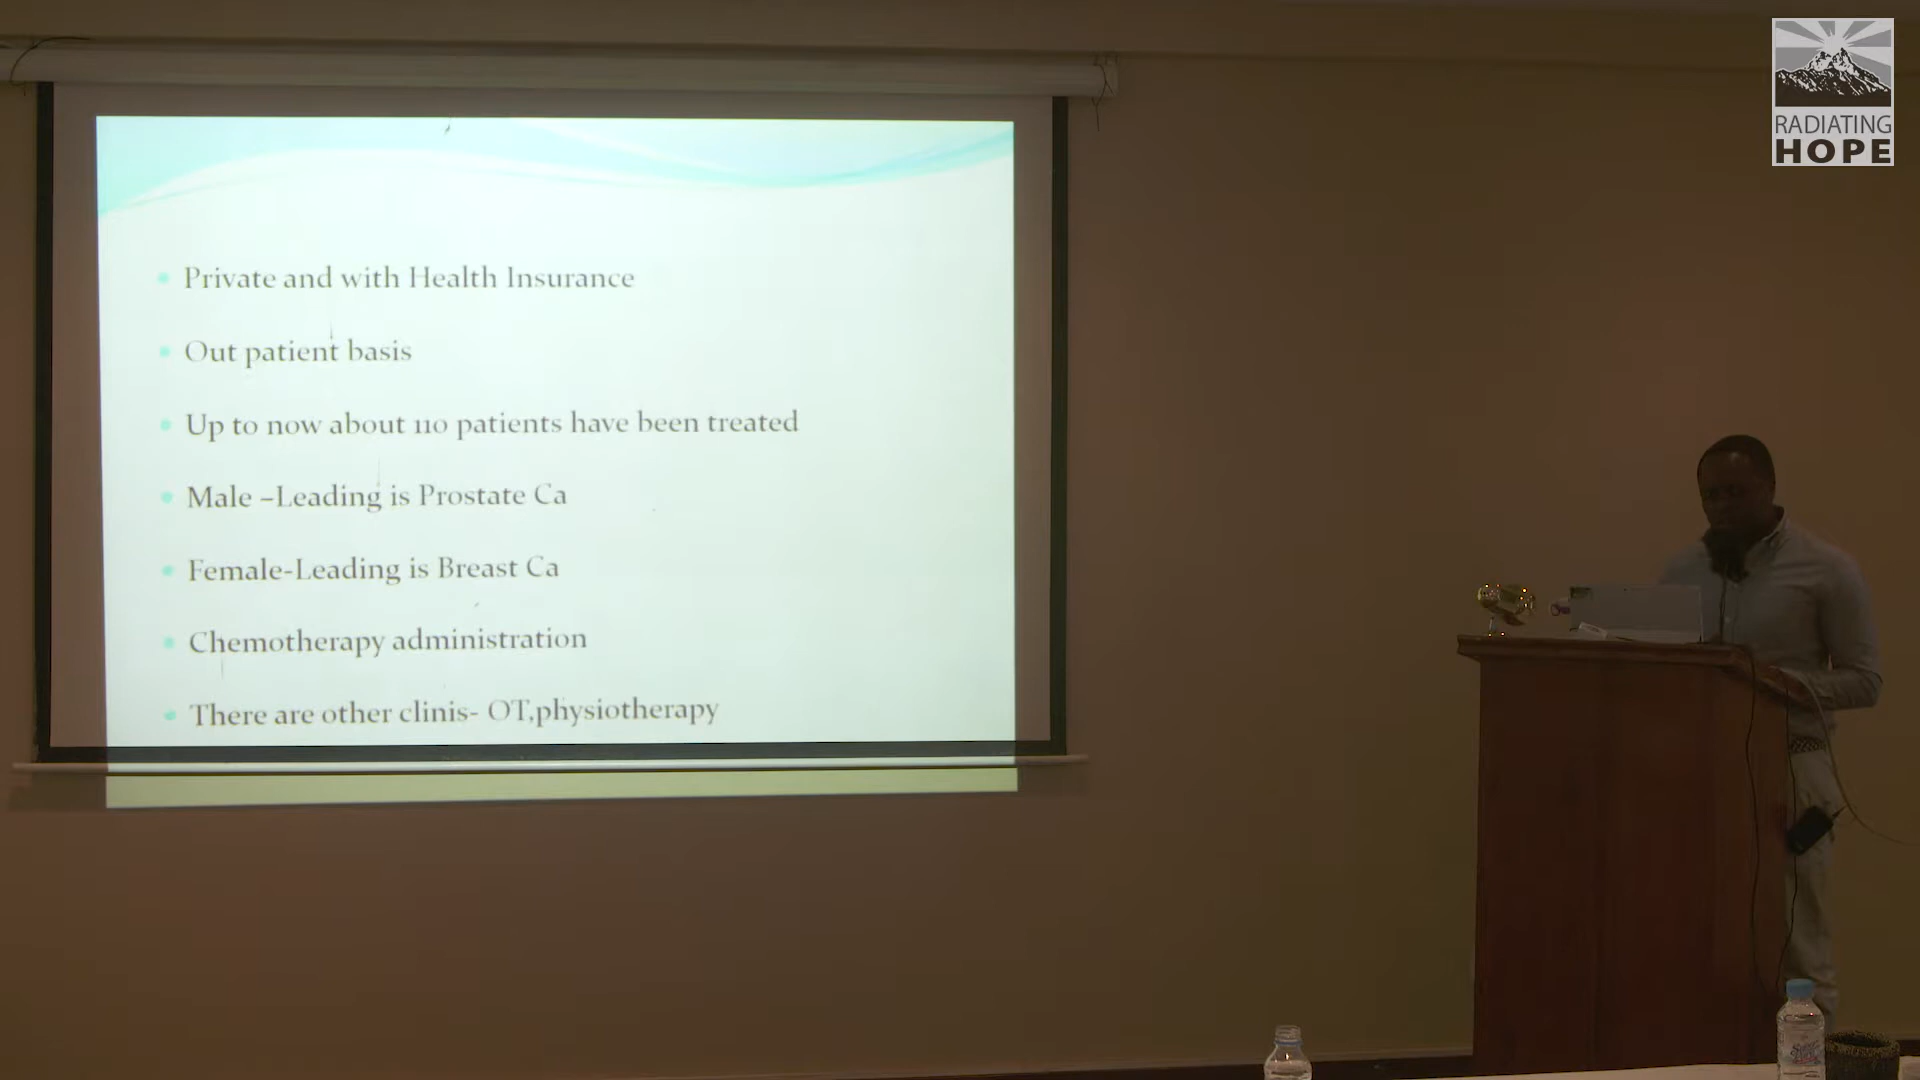 Private and with Health Insurance
Out patient basis
Up to now about 110 patients have been treated
Male –Leading is Prostate Ca
Female-Leading is Breast Ca
Chemotherapy administration
There are other clinis- OT,physiotherapy
RADIATING
HOPE